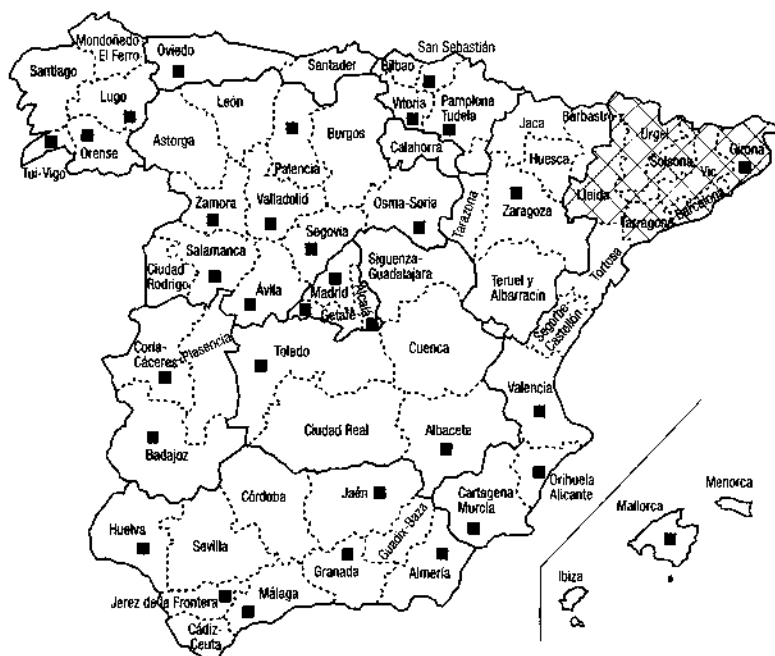 Mondoñedo
El Ferro
Oviedo
Santander
Bilbao
San Sebastián
Santiago
Lugo
León
Vitoria
Pamplona
Tudela
Jaca
Barbastro
Urgel
Girona
Astorga
Burgos
Calahorra
Huesca
Solsona
Vic
Tui-Vigo
Orense
Palencia
Zamora
Valladolid
Osma-Soria
Tarazona
Zaragoza
Lleida
Barcelona
Tarragona
Segovia
Salamanca
Ciudad
Rodrigo
Siguenza-
Guadalajara
Tortosa
Ávila
Madrid
Getafe
Alcalá
Teruel y
Albarracín
Segorbe-
Castellón
Coria-
Cáceres
Plasencia
Toledo
Cuenca
Valencia
Ciudad Real
Albacete
Badajoz
Orihuela
Alicante
Córdoba
Jaén
Cartagena
Murcia
Menorca
Mallorca
Huelva
Sevilla
Guadix-Baza
Granada
Almería
Ibiza
Jerez de la Frontera
Málaga
Cádiz-
Ceuta